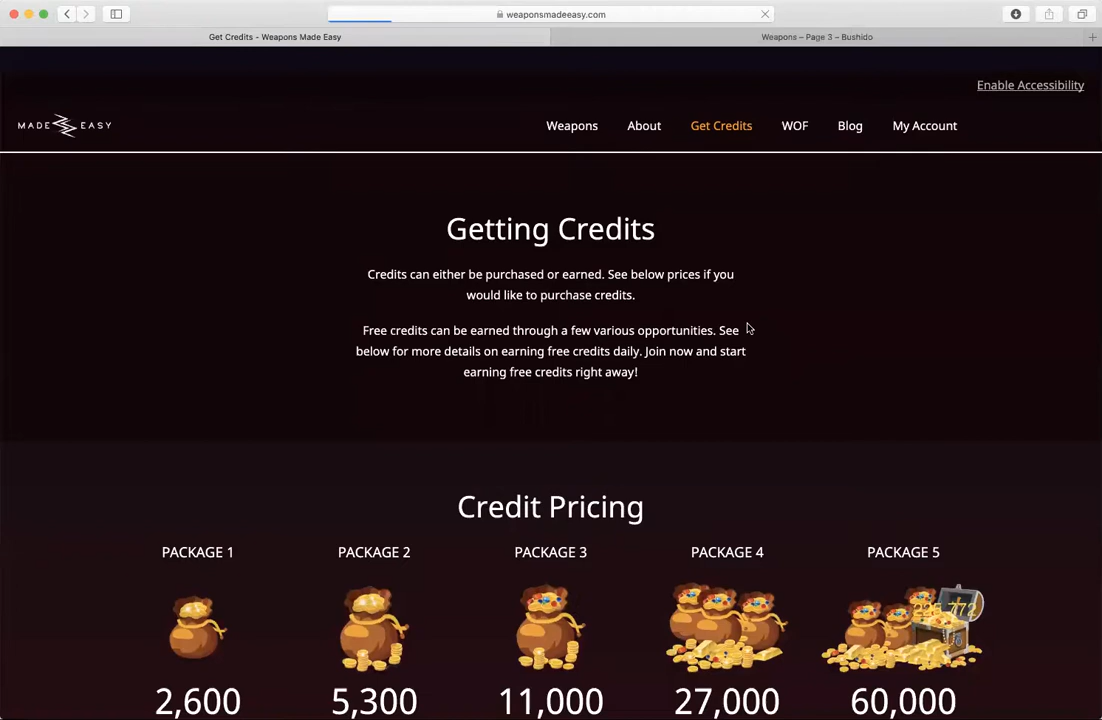 weaponsmadeeasy.com
Get Credits - Weapons Made Easy
Weapons – Page 3 – Bushido
Enable Accessibility
MADE EASY
Weapons
About
Get Credits
WOF
Blog
My Account
Getting Credits
Credits can either be purchased or earned. See below prices if you
would like to purchase credits.
Free credits can be earned through a few various opportunities. See
below for more details on earning free credits daily. Join now and start
earning free credits right away!
Credit Pricing
PACKAGE 1
PACKAGE 2
PACKAGE 3
PACKAGE 4
PACKAGE 5
2,600
5,300
11,000
27,000
60,000